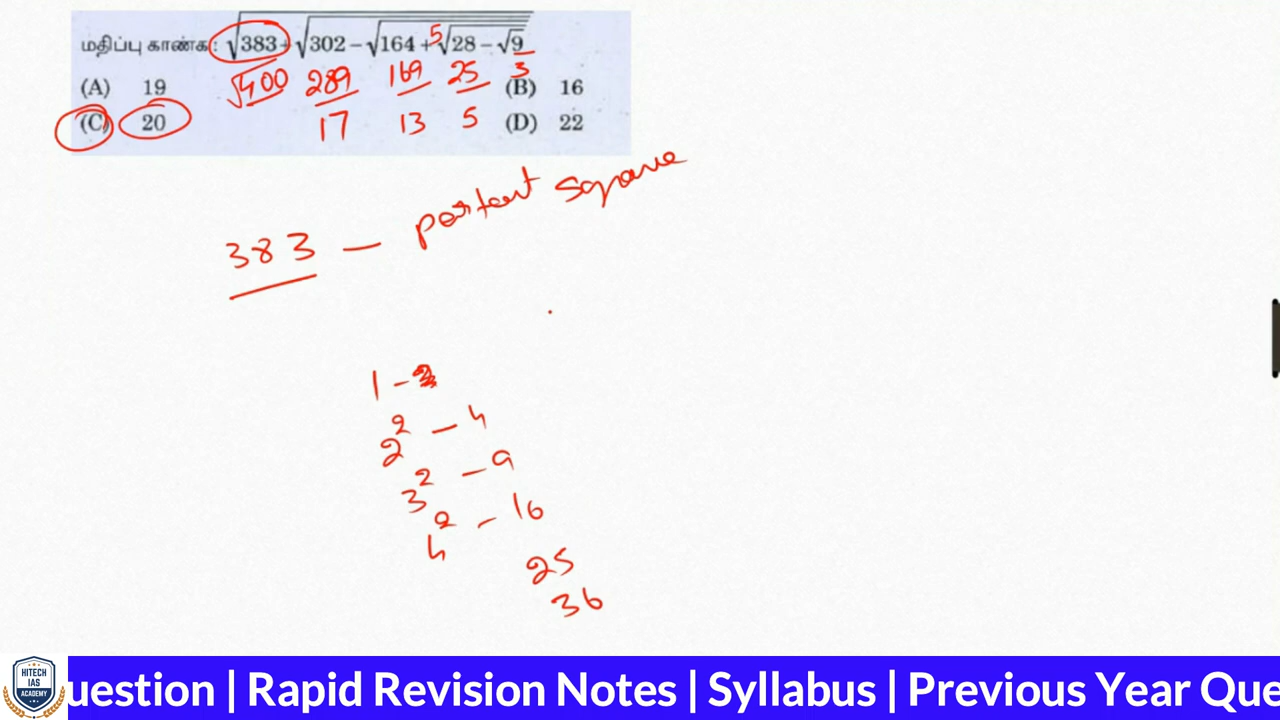 மதிப்பு காண்க : √383 + √302 − √164 + √28 − √9
5
3
(A) 19 (B) 16
√400 289 169 25
(C) 20 (D) 22
17 13 5
383 — perfect square
1 -
2² - 4
3² - 9
4² - 16
25
36
HITECH
IAS
ACADEMY
uestion | Rapid Revision Notes | Syllabus | Previous Year Que